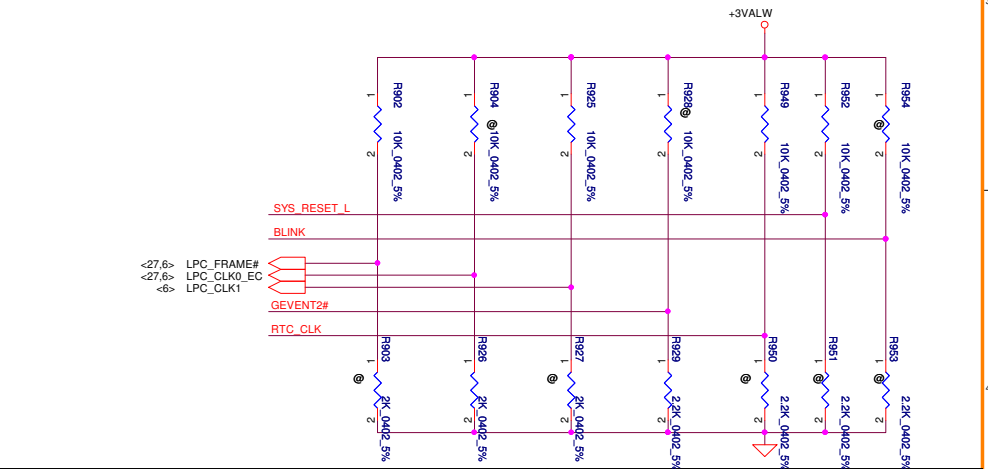 +3VALW
1 R902 10K_0402_5% 2
1 R904 @ 10K_0402_5% 2
1 R925 10K_0402_5% 2
1 R928 @ 10K_0402_5% 2
1 R949 10K_0402_5% 2
1 R952 10K_0402_5% 2
1 R954 @ 10K_0402_5% 2
SYS_RESET_L
BLINK
<27,6> LPC_FRAME#
<27,6> LPC_CLK0_EC
<6> LPC_CLK1
GEVENT2#
RTC_CLK
1 R903 @ 2
1 R926 2K_0402_5% 2
1 R927 @ 2K_0402_5% 2
1 R929 2.2K_0402_5% 2
1 R950 @ 2.2K_0402_5% 2
1 R951 @ 2.2K_0402_5% 2
1 R953 @ 2.2K_0402_5% 2